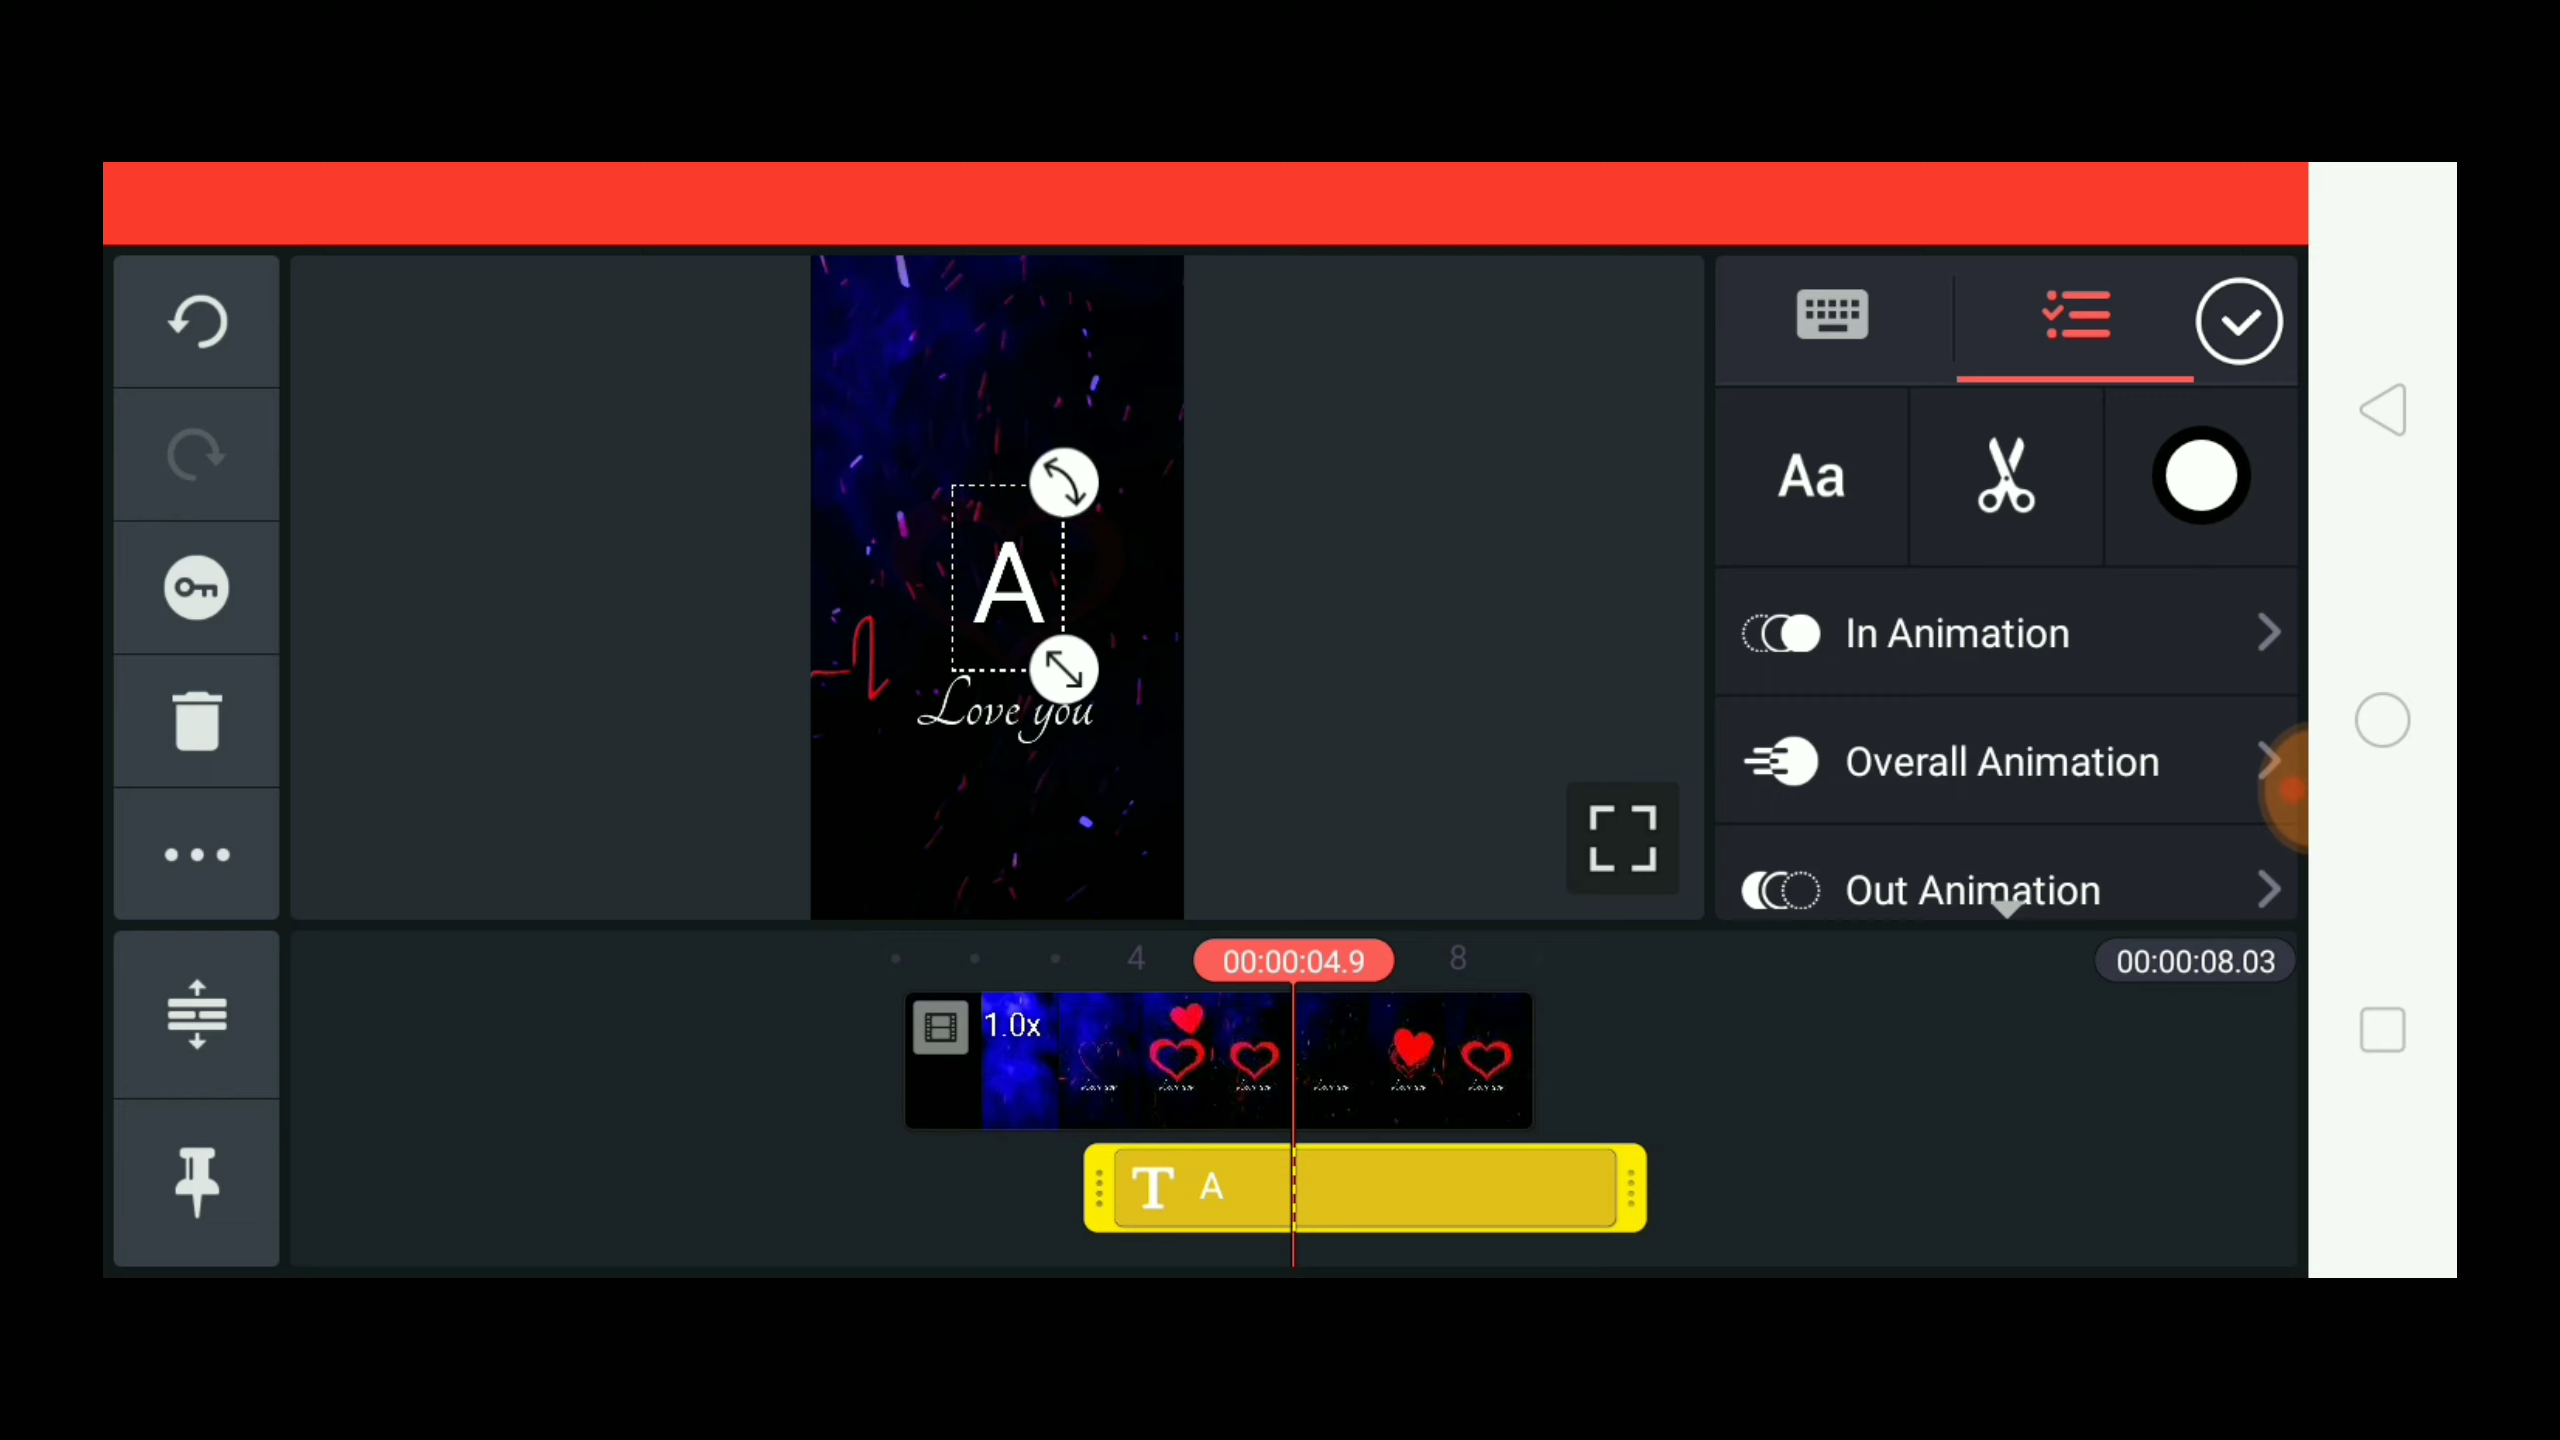 Aa
A
In Animation
Love you
Overall Animation
Out Animation
4
00:00:04.9
8
00:00:08.03
1.0x
T A